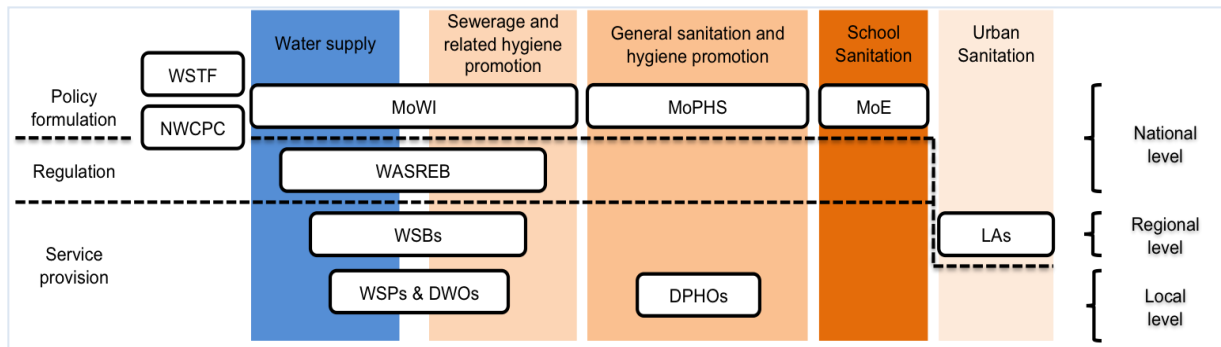 Water supply
Sewerage and
related hygiene
promotion
General sanitation and
hygiene promotion
School
Sanitation
Urban
Sanitation
WSTF
Policy
formulation
NWCPC
MoWI
MoPHS
MoE
National
level
Regulation
WASREB
WSBs
LAs
Regional
level
Service
provision
WSPs & DWOs
DPHOs
Local
level